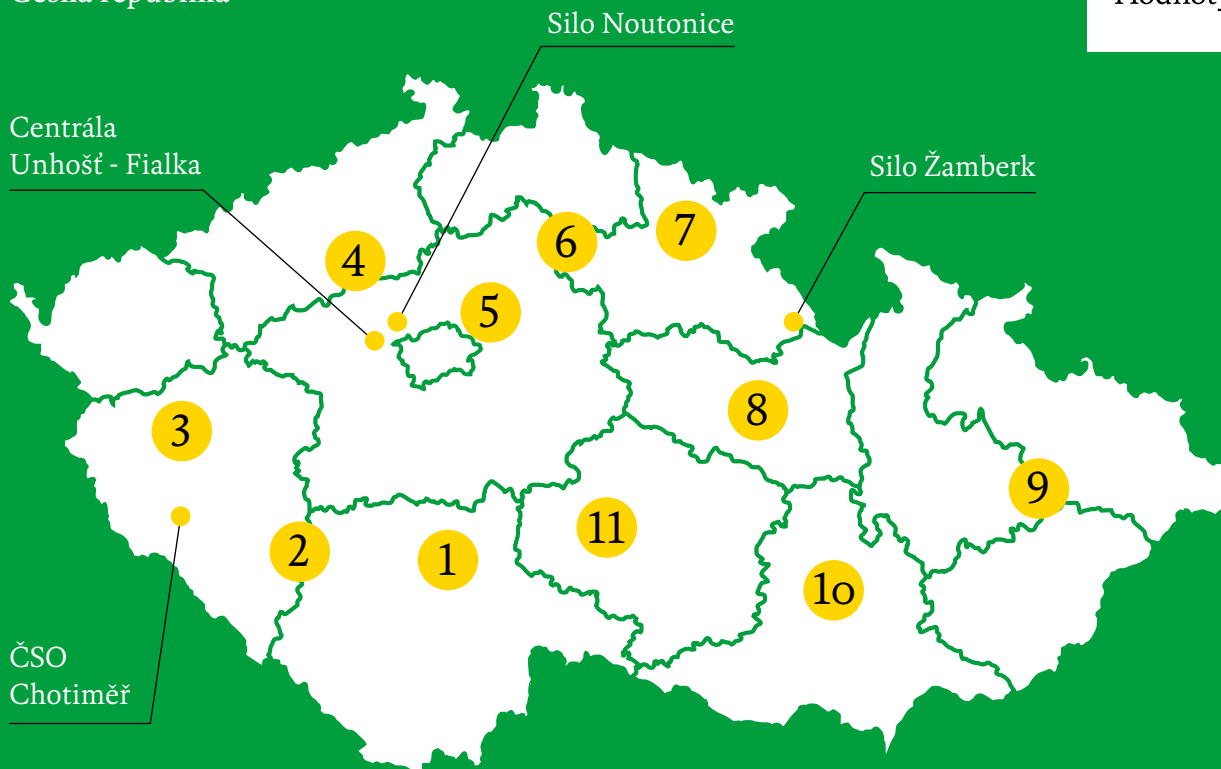 Silo Noutonice
Centrála
Unhošť - Fialka
Silo Žamberk
4
6
7
5
3
8
9
2
1
11
10
ČSO
Chotiměř